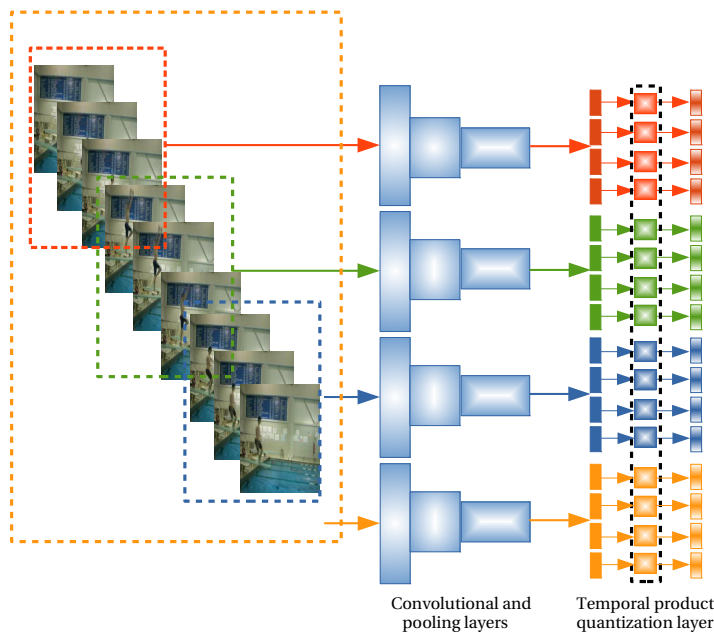 Convolutional and
pooling layers
Temporal product
quantization layer